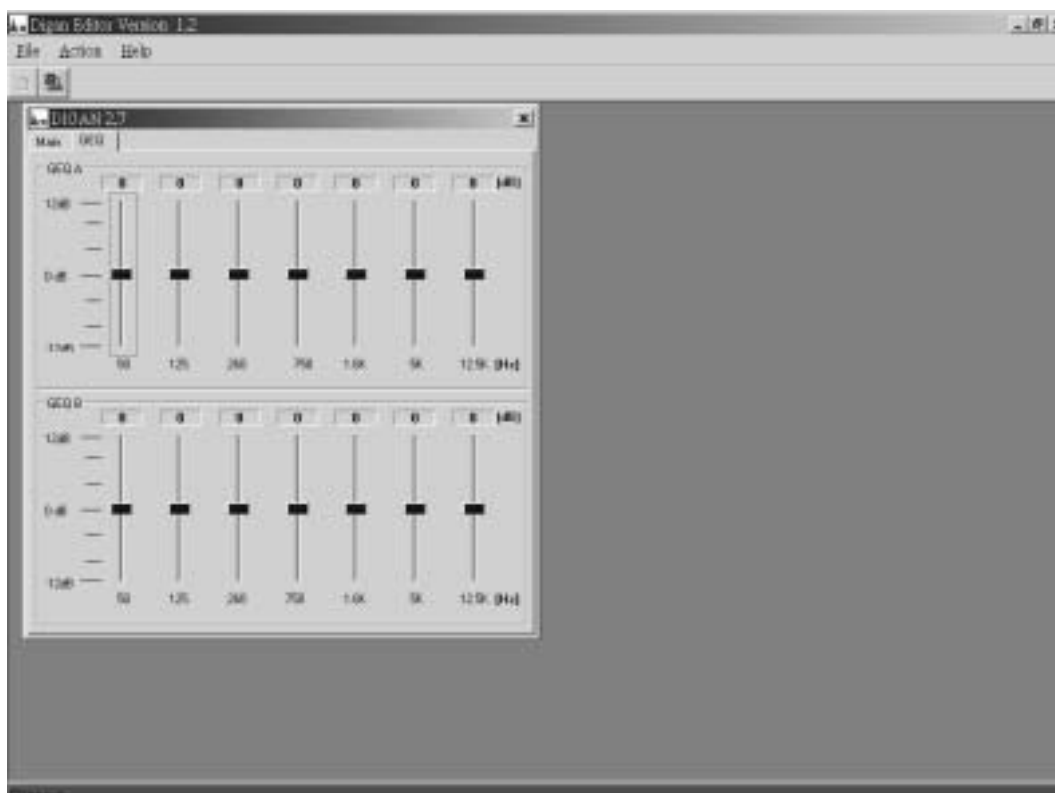 Digan Editor Version 1.2
File Action Help
DIGAN 2.7
Main GEQ
GEQ A
0 0 0 0 0 0 0 (dB)
12dB
0 dB
-12dB
50 125 750 1.6K 5K 12.5K (Hz)
GEQ B
0 0 0 0 0 0 0 (dB)
12dB
0 dB
-12dB
50 125 750 1.6K 5K 12.5K (Hz)